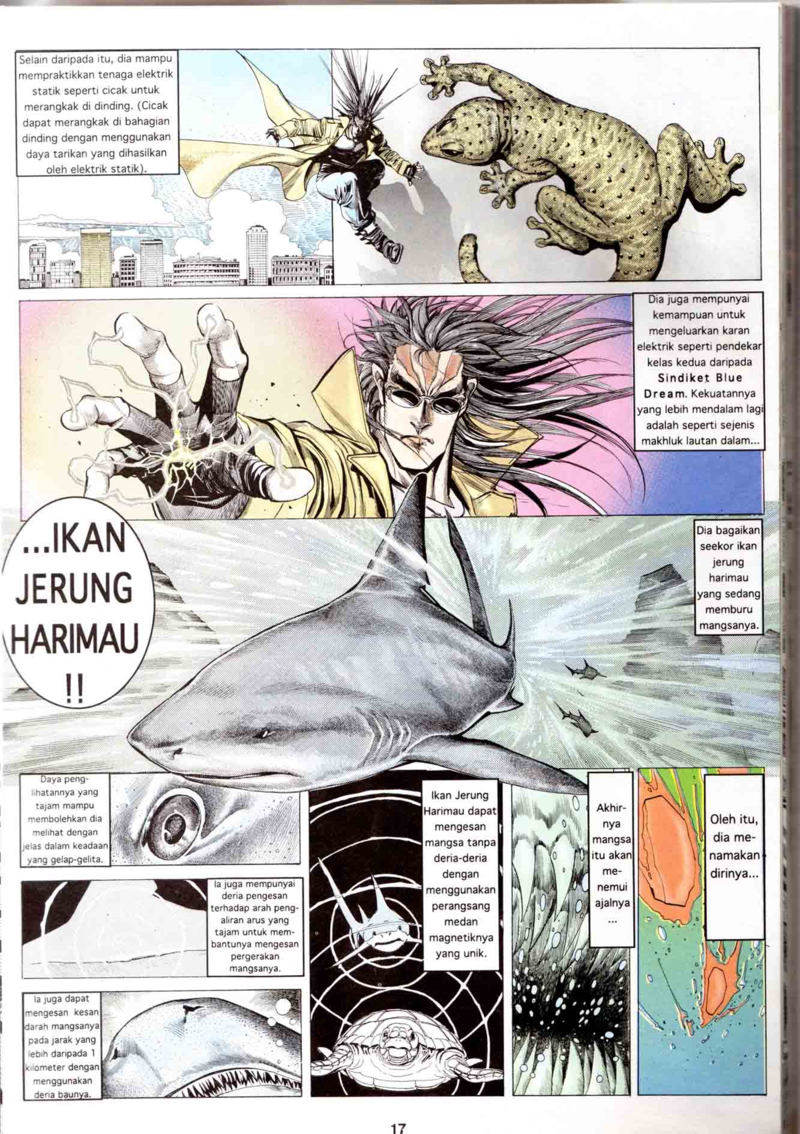 Selain daripada itu, dia mampu
mempraktikkan tenaga elektrik
statik seperti cicak untuk
merangkak di dinding. (Cicak
dapat merangkak di bahagian
dinding dengan menggunakan
daya tarikan yang dihasilkan
oleh elektrik statik).
Dia juga mempunyai
kemampuan untuk
mengeluarkan karan
elektrik seperti pendekar
kelas kedua daripada
Sindiket Blue
Dream. Kekuatannya
yang lebih mendalam lagi
adalah seperti sejenis
makhluk lautan dalam...
...IKAN
JERUNG
HARIMAU
!!
Dia bagaikan
seekor ikan
jerung
harimau
yang sedang
memburu
mangsanya.
Daya peng-
lihatannya yang
tajam mampu
membolehkan dia
melihat dengan
jelas dalam keadaan
yang gelap-gelita.
Ia juga mempunyai
deria pengesan
terhadap arah peng-
aliran arus yang
tajam untuk mem-
bantunya mengesan
pergerakan
mangsanya.
Ia juga dapat
mengesan kesan
darah mangsanya
pada jarak yang
lebih daripada 1
kilometer dengan
menggunakan
deria baunya.
Ikan Jerung
Harimau dapat
mengesan
mangsa tanpa
deria-deria
dengan
menggunakan
perangsang
medan
magnetiknya
yang unik.
Akhir-
nya
mangsa
itu akan
me-
nemui
ajalnya
...
Oleh itu,
dia me-
namakan
dirinya...
17